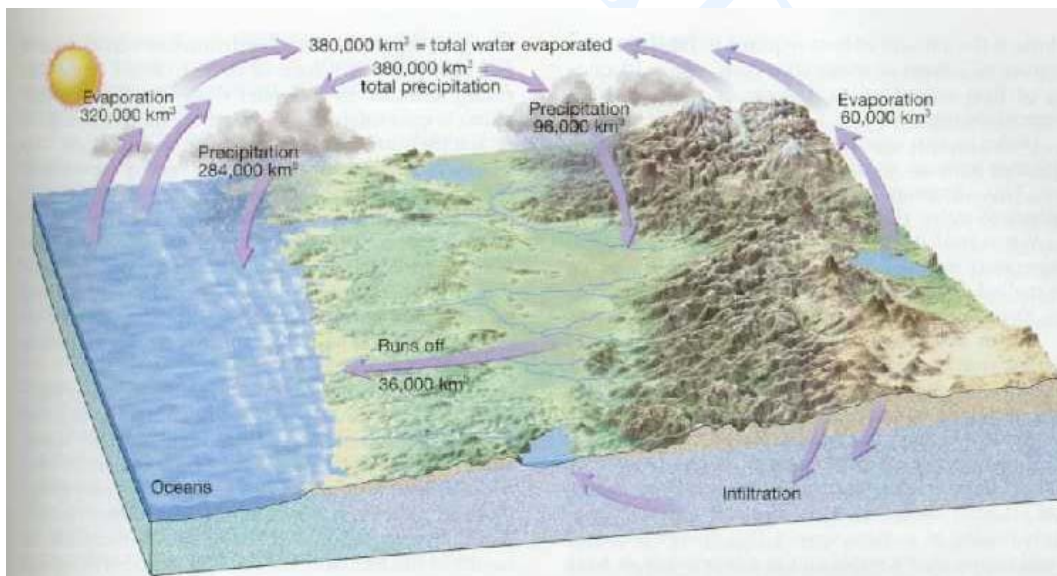 380,000 km³ = total water evaporated
380,000 km³ =
total precipitation
Evaporation
320,000 km³
Precipitation
284,000 km³
Precipitation
96,000 km³
Evaporation
60,000 km³
Runs off
36,000 km³
Oceans
Infiltration